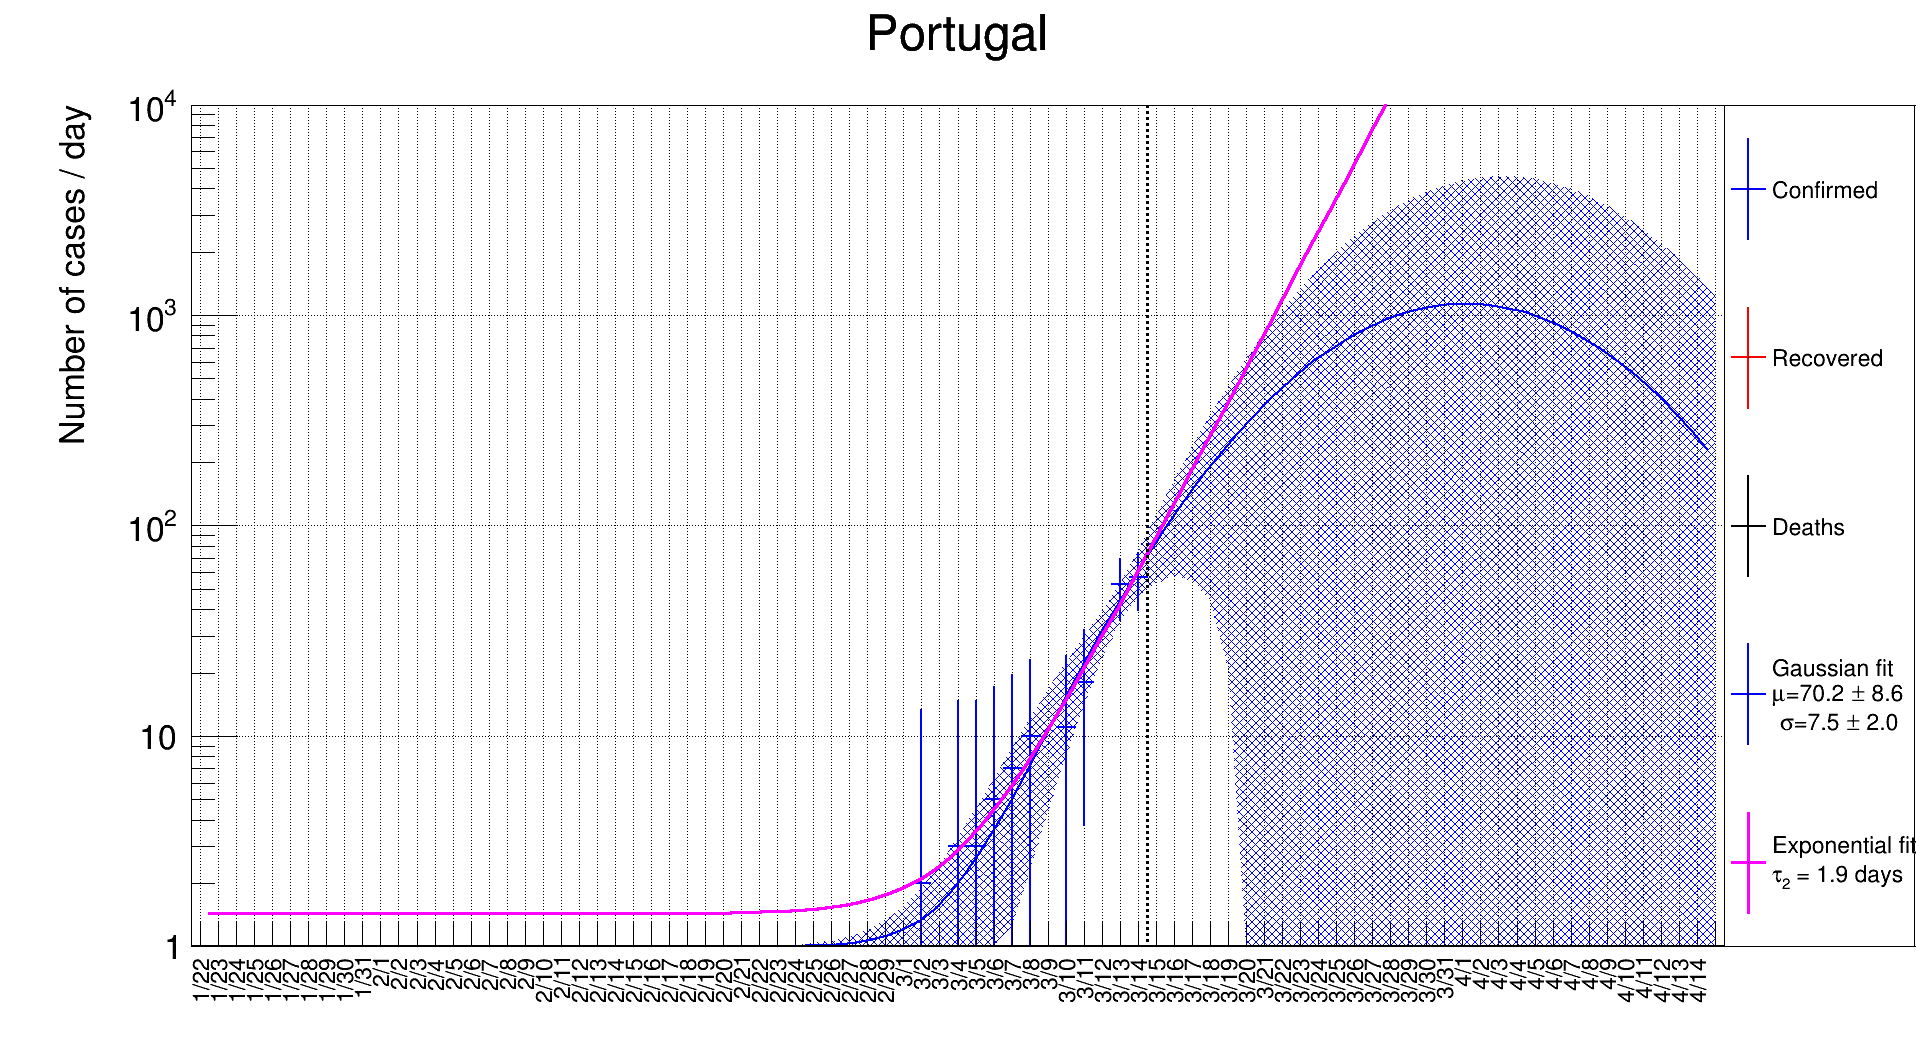 Portugal
Number of cases / day
10⁴
10³
10²
10
1
1/22 1/23 1/24 1/25 1/26 1/27 1/28 1/29 1/30 1/31 2/1 2/2 2/3 2/4 2/5 2/6 2/7 2/8 2/9 2/10 2/11 2/12 2/13 2/14 2/15 2/16 2/17 2/18 2/19 2/20 2/21 2/22 2/23 2/24 2/25 2/26 2/27 2/28 2/29 3/1 3/2 3/3 3/4 3/5 3/6 3/7 3/8 3/9 3/10 3/11 3/12 3/13 3/14 3/15 3/16 3/17 3/18 3/19 3/20 3/21 3/22 3/23 3/24 3/25 3/26 3/27 3/28 3/29 3/30 3/31 4/1 4/2 4/3 4/4 4/5 4/6 4/7 4/8 4/9 4/10 4/11 4/12 4/13 4/14
Confirmed
Recovered
Deaths
Gaussian fit
μ=70.2 ± 8.6
σ=7.5 ± 2.0
Exponential fit
τ₂ = 1.9 days